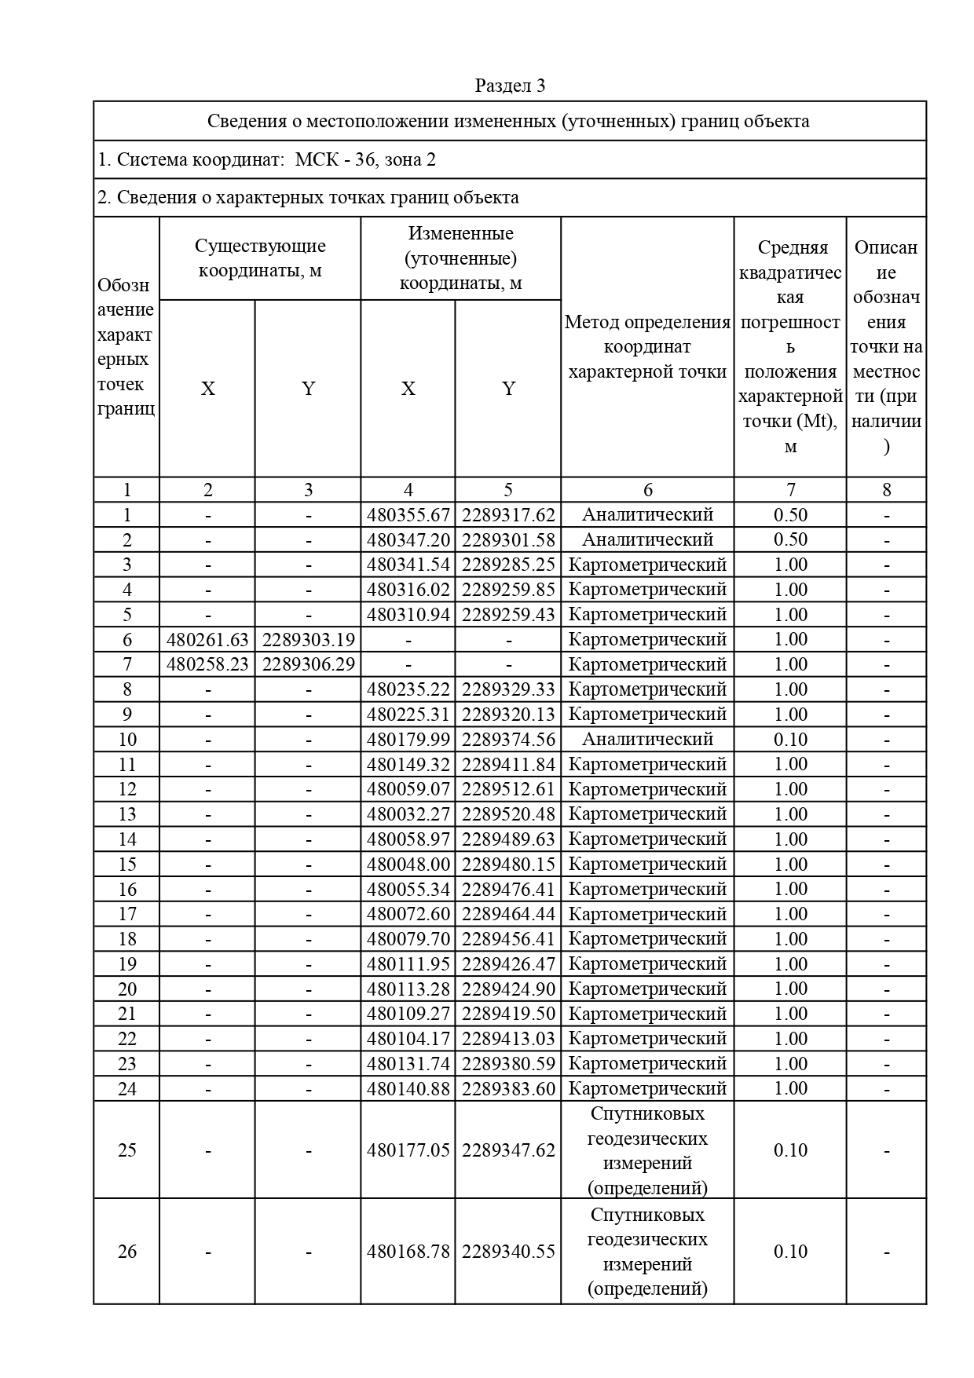 Раздел 3
Сведения о местоположении измененных (уточненных) границ объекта
1. Система координат: МСК - 36, зона 2
2. Сведения о характерных точках границ объекта
Обозн
ачение
характ
ерных
точек
границ
Существующие
координаты, м
Измененные
(уточненные)
координаты, м
Метод определения
координат
характерной точки
Средняя
квадратичес
кая
погрешност
ь
положения
характерной
точки (Mt),
м
Описан
ие
обознач
ения
точки на
местнос
ти (при
наличии
)
X Y X Y
1 2 3 4 5 6 7 8
1 - - 480355.67 2289317.62 Аналитический 0.50 -
2 - - 480347.20 2289301.58 Аналитический 0.50 -
3 - - 480341.54 2289285.25 Картометрический 1.00 -
4 - - 480316.02 2289259.85 Картометрический 1.00 -
5 - - 480310.94 2289259.43 Картометрический 1.00 -
6 480261.63 2289303.19 - - Картометрический 1.00 -
7 480258.23 2289306.29 - - Картометрический 1.00 -
8 - - 480235.22 2289329.33 Картометрический 1.00 -
9 - - 480225.31 2289320.13 Картометрический 1.00 -
10 - - 480179.99 2289374.56 Аналитический 0.10 -
11 - - 480149.32 2289411.84 Картометрический 1.00 -
12 - - 480059.07 2289512.61 Картометрический 1.00 -
13 - - 480032.27 2289520.48 Картометрический 1.00 -
14 - - 480058.97 2289489.63 Картометрический 1.00 -
15 - - 480048.00 2289480.15 Картометрический 1.00 -
16 - - 480055.34 2289476.41 Картометрический 1.00 -
17 - - 480072.60 2289464.44 Картометрический 1.00 -
18 - - 480079.70 2289456.41 Картометрический 1.00 -
19 - - 480111.95 2289426.47 Картометрический 1.00 -
20 - - 480113.28 2289424.90 Картометрический 1.00 -
21 - - 480109.27 2289419.50 Картометрический 1.00 -
22 - - 480104.17 2289413.03 Картометрический 1.00 -
23 - - 480131.74 2289380.59 Картометрический 1.00 -
24 - - 480140.88 2289383.60 Картометрический 1.00 -
25 - - 480177.05 2289347.62 Спутниковых
геодезических
измерений
(определений) 0.10 -
26 - - 480168.78 2289340.55 Спутниковых
геодезических
измерений
(определений) 0.10 -